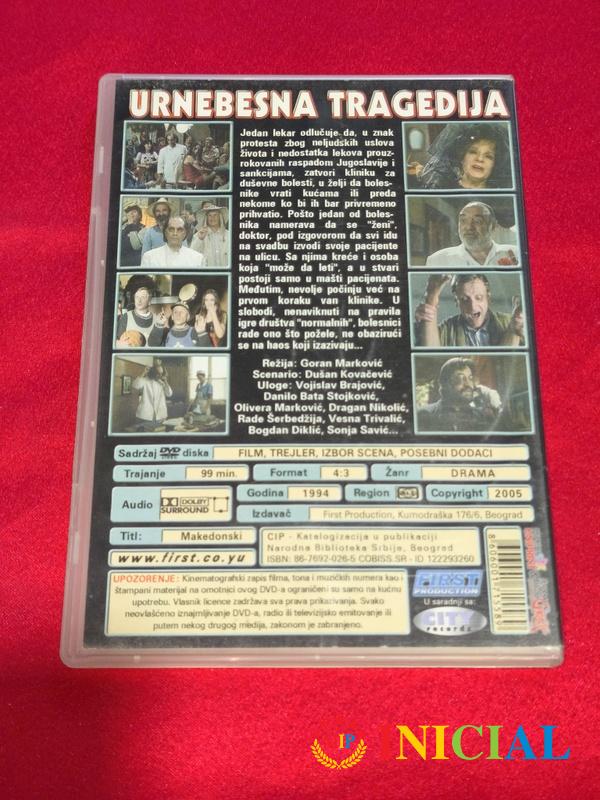 URNEBESNA TRAGEDIJA
Jedan lekar odlučuje da, u znak
protesta zbog neljudskih uslova
života i nedostatka lekova prouz-
rokovanih raspadom Jugoslavije i
sankcijama, zatvori kliniku za
duševne bolesti, u želji da boles-
nike vrati kućama ili preda
nekome ko bi ih bar privremeno
prihvatio. Pošto jedan od boles-
nika namerava da se "ženi",
doktor, pod izgovorom da svi idu
na svadbu izvodi svoje pacijente
na ulicu. Sa njima kreće i osoba
koja "može da leti", a u stvari
postoji samo u mašti pacijenata.
Međutim, nevolje počinju već na
prvom koraku van klinike. U
slobodi, nenaviknuti na pravila
igre društva "normalnih", bolesnici
rade ono što požele, ne obazirući
se na haos koji izazivaju...
Režija: Goran Marković
Scenario: Dušan Kovačević
Uloge: Vojislav Brajović,
Danilo Bata Stojković,
Olivera Marković, Dragan Nikolić,
Rade Šerbedžija, Vesna Trivalić,
Bogdan Diklić, Sonja Savić...
Sadržaj DVD diska FILM, TREJLER, IZBOR SCENA, POSEBNI DODACI
Trajanje 99 min. Format 4:3 Žanr DRAMA
Audio DOLBY SURROUND Godina 1994 Region Copyright 2005
Izdavač First Production, Kumodraška 176/6, Beograd
Titl: Makedonski
www.first.co.yu
CIP - Katalogizacija u publikaciji
Narodna Biblioteka Srbije, Beograd
ISBN: 86-7692-026-5 COBISS.SR - ID 122293260
UPOZORENJE: Kinematografski zapis filma, tona i muzičkih numera kao i
štampani materijal na omotnici ovog DVD-a ograničeni su samo na kućnu
upotrebu. Vlasnik licence zadržava sva prava prikazivanja. Svako
neovlašćeno iznajmljivanje DVD-a, radio ili televizijsko emitovanje ili
putem nekog drugog medija, zakonom je zabranjeno.
FIRST
PRODUCTION
U saradnji sa:
CITY
records
IP INICIAL